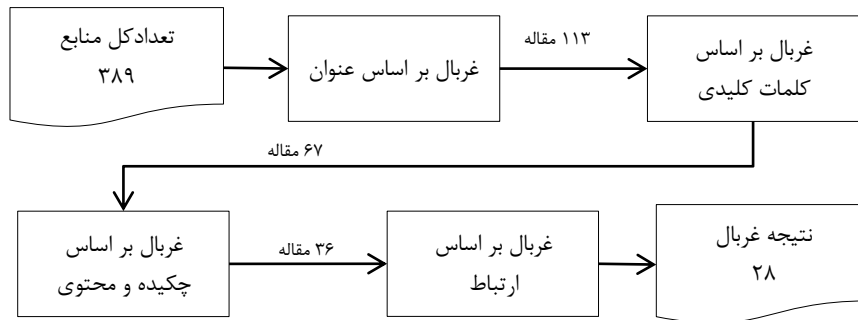 تعدادکل منابع
۳۸۹
غربال بر اساس عنوان
۱۱۳ مقاله
غربال بر اساس
کلمات کلیدی
۶۷ مقاله
غربال بر اساس
چکیده و محتوی
۳۶ مقاله
غربال بر اساس
ارتباط
نتیجه غربال
۲۸